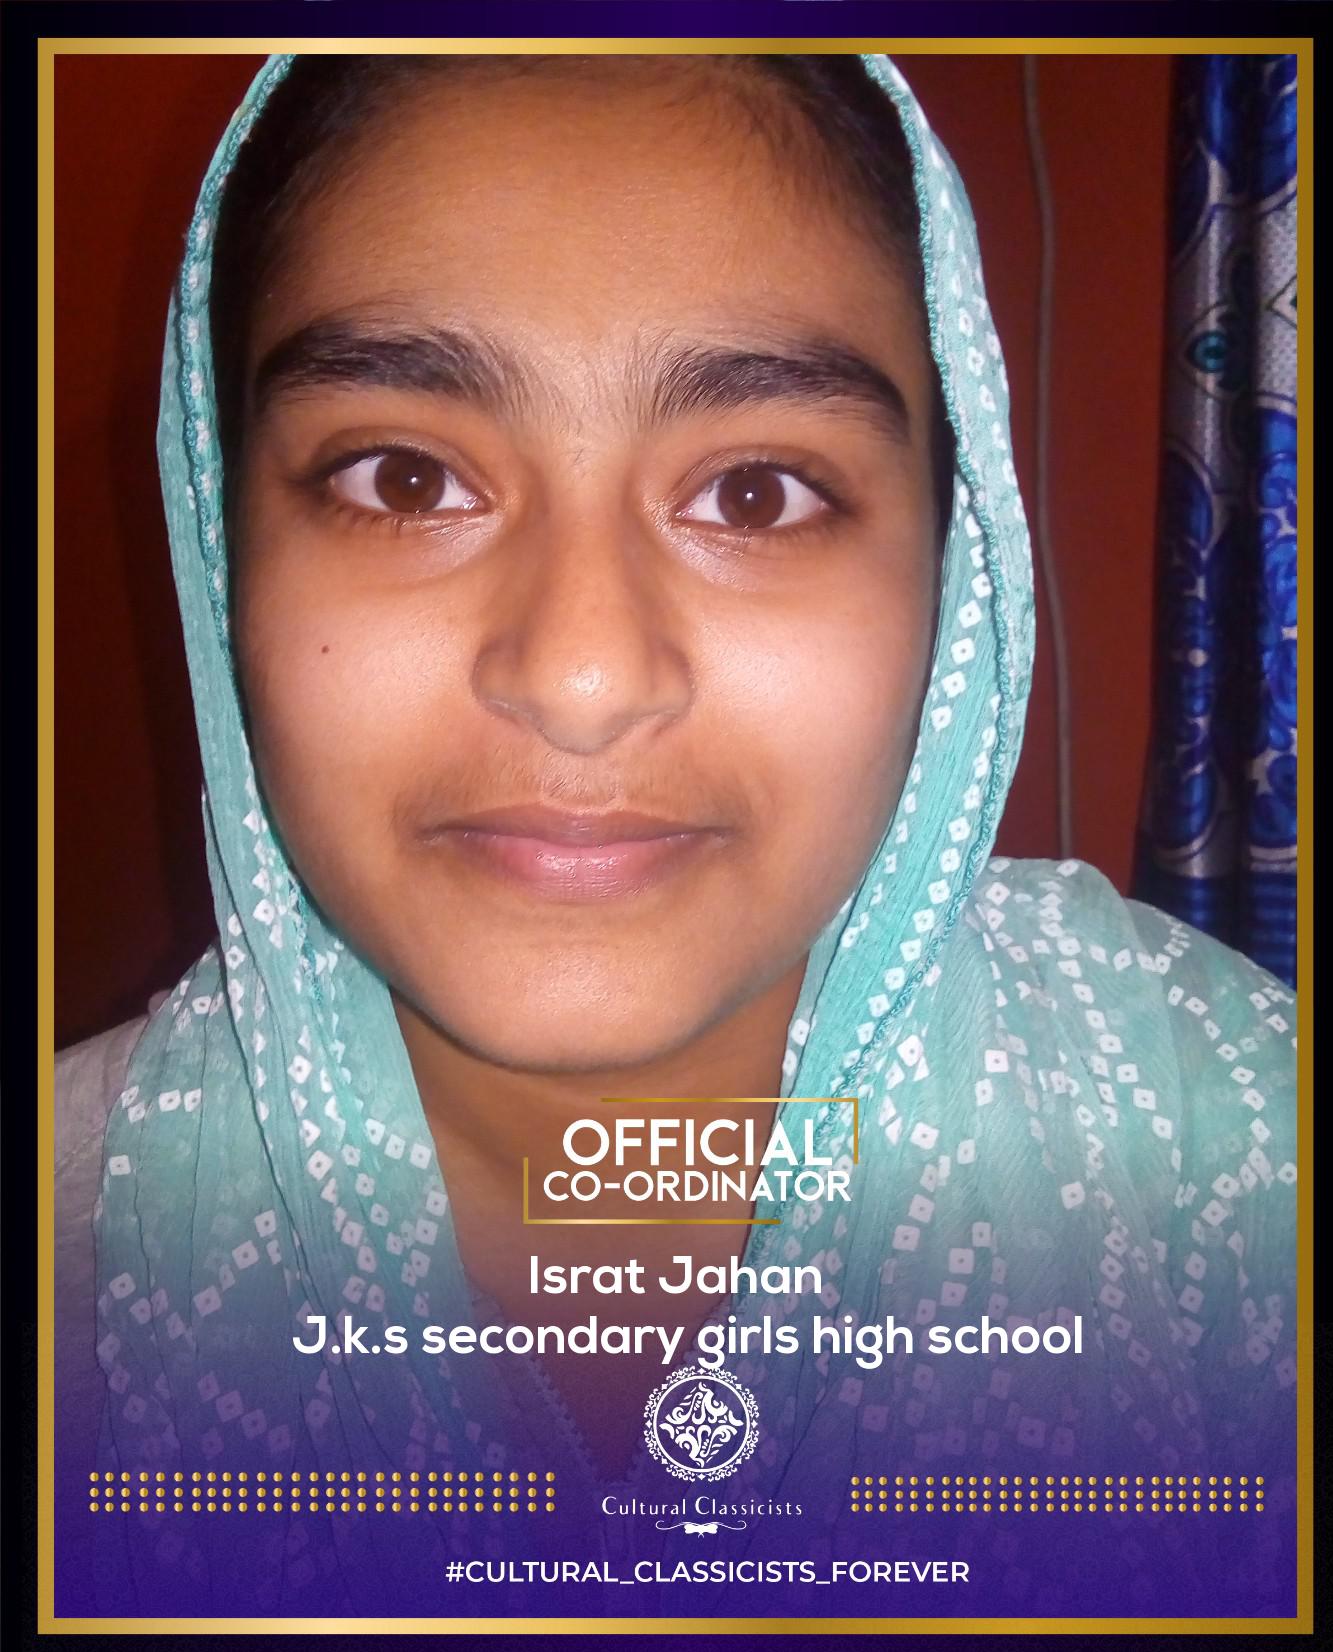 OFFICIAL
CO-ORDINATOR
Israt Jahan
J.k.s secondary girls high school
Cultural Classicists
#CULTURAL_CLASSICISTS_FOREVER